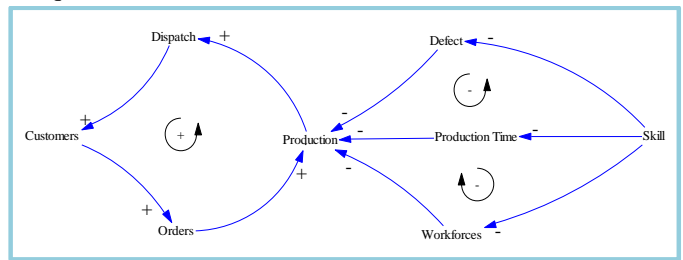 Dispatch
+
Defect
-
-
+
Customers
+
-
-
Production
Production Time
-
Skill
-
+
-
+
Orders
Workforces
-